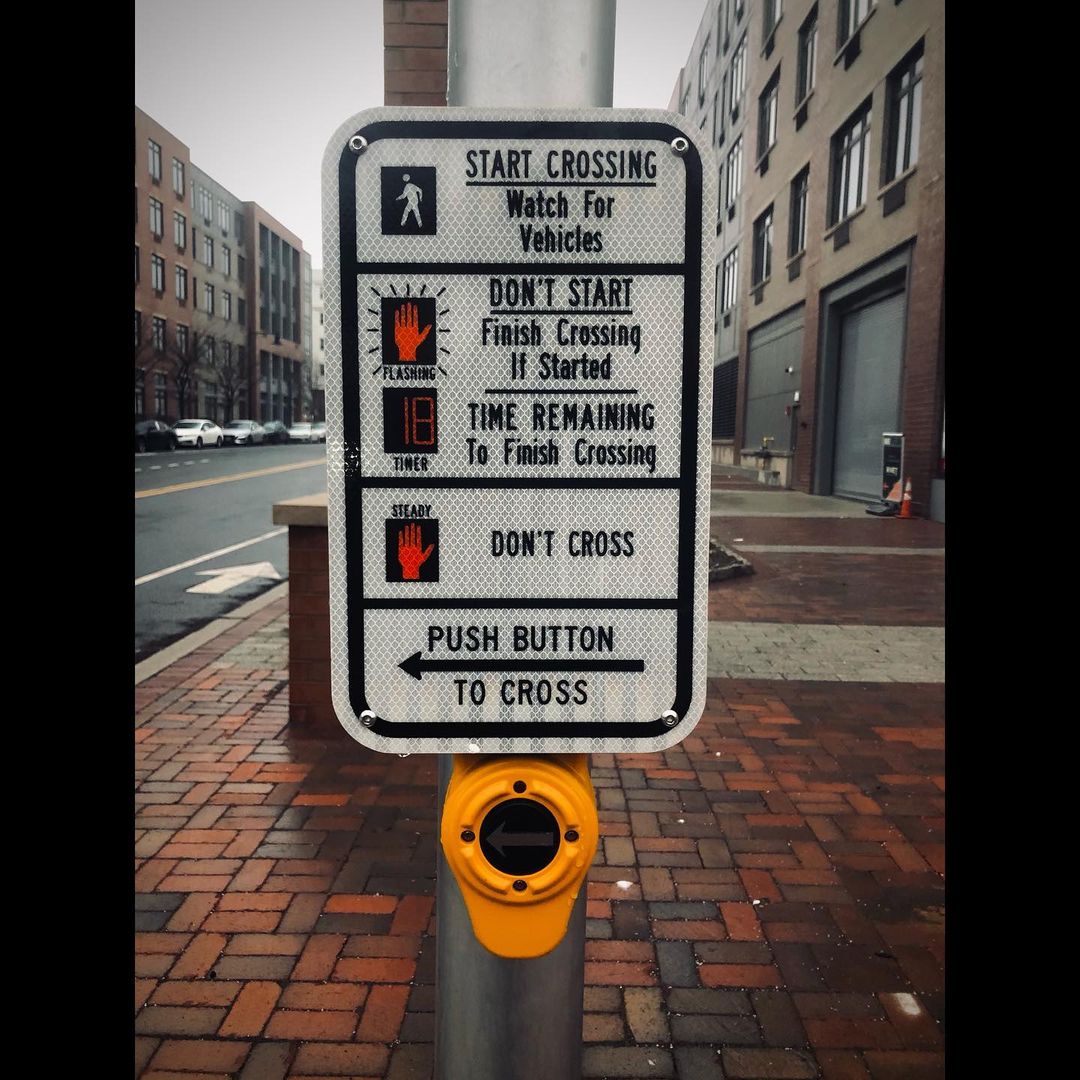 START CROSSING
Watch For
Vehicles
DON'T START
Finish Crossing
If Started
FLASHING
18
TIMER
TIME REMAINING
To Finish Crossing
STEADY
DON'T CROSS
PUSH BUTTON
TO CROSS